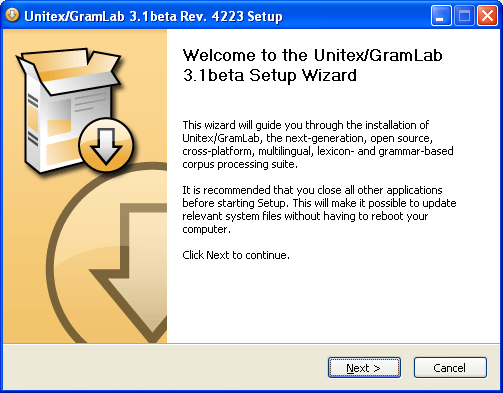 Unitex/GramLab 3.1beta Rev. 4223 Setup
Welcome to the Unitex/GramLab
3.1beta Setup Wizard
This wizard will guide you through the installation of
Unitex/GramLab, the next-generation, open source,
cross-platform, multilingual, lexicon- and grammar-based
corpus processing suite.
It is recommended that you close all other applications
before starting Setup. This will make it possible to update
relevant system files without having to reboot your
computer.
Click Next to continue.
Next >
Cancel